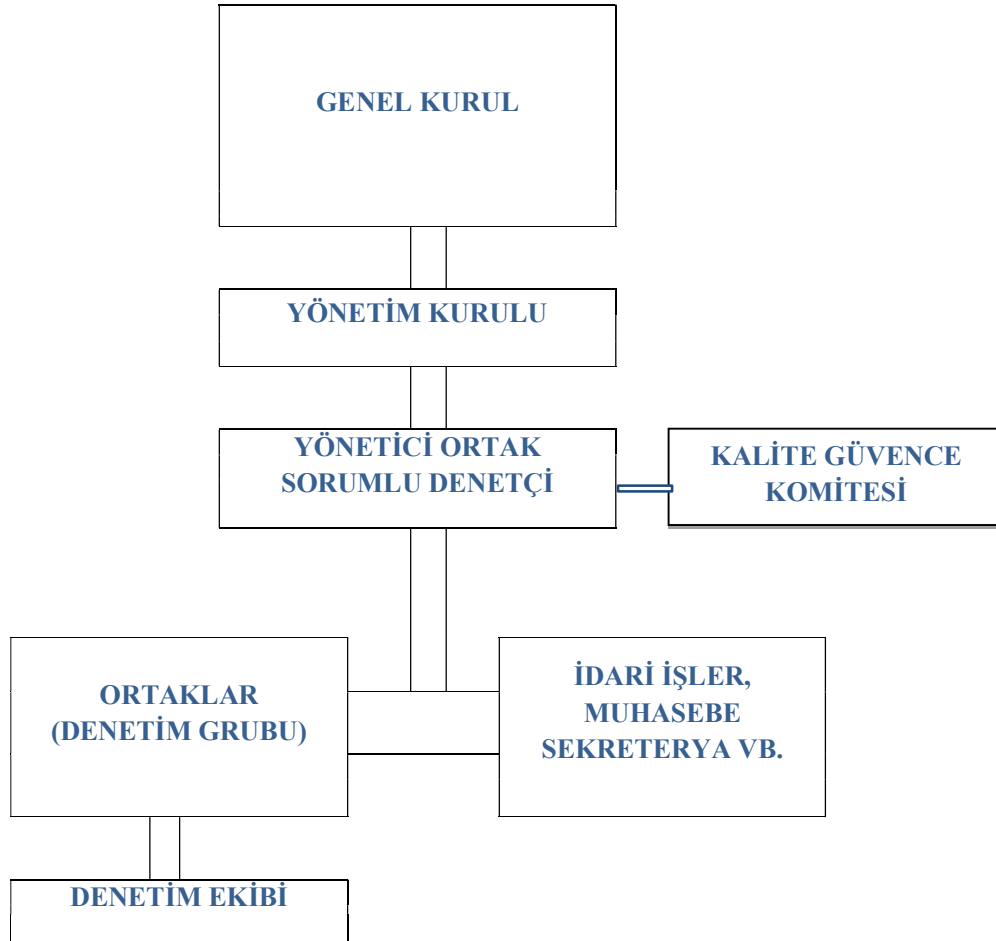 GENEL KURUL
YÖNETİM KURULU
YÖNETİCİ ORTAK
SORUMLU DENETÇİ
KALİTE GÜVENCE
KOMİTESİ
ORTAKLAR
(DENETİM GRUBU)
İDARİ İŞLER,
MUHASEBE
SEKRETERYA VB.
DENETİM EKİBİ